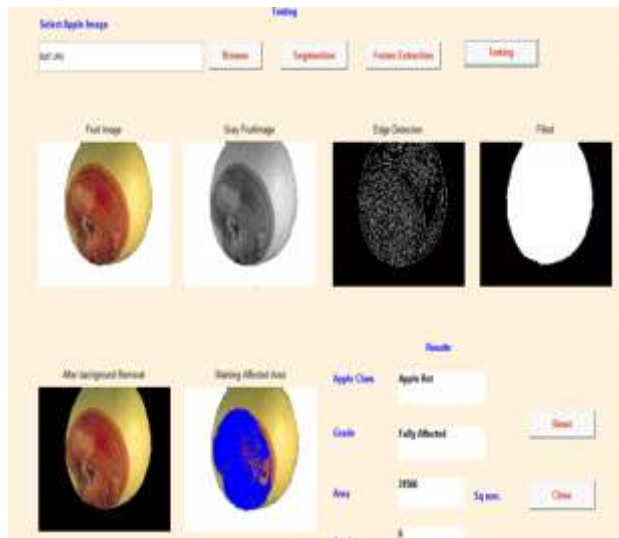 Testing
Select Apple Image
Browse Segmentation Feature Extraction Testing
Fruit Image Gray FruitImage Edge Detection Filled
Results
After background Removal Marking Affected Area
Apple Class Apple Rot
Grade Fully Affected Reset
Area Sq mm. Close